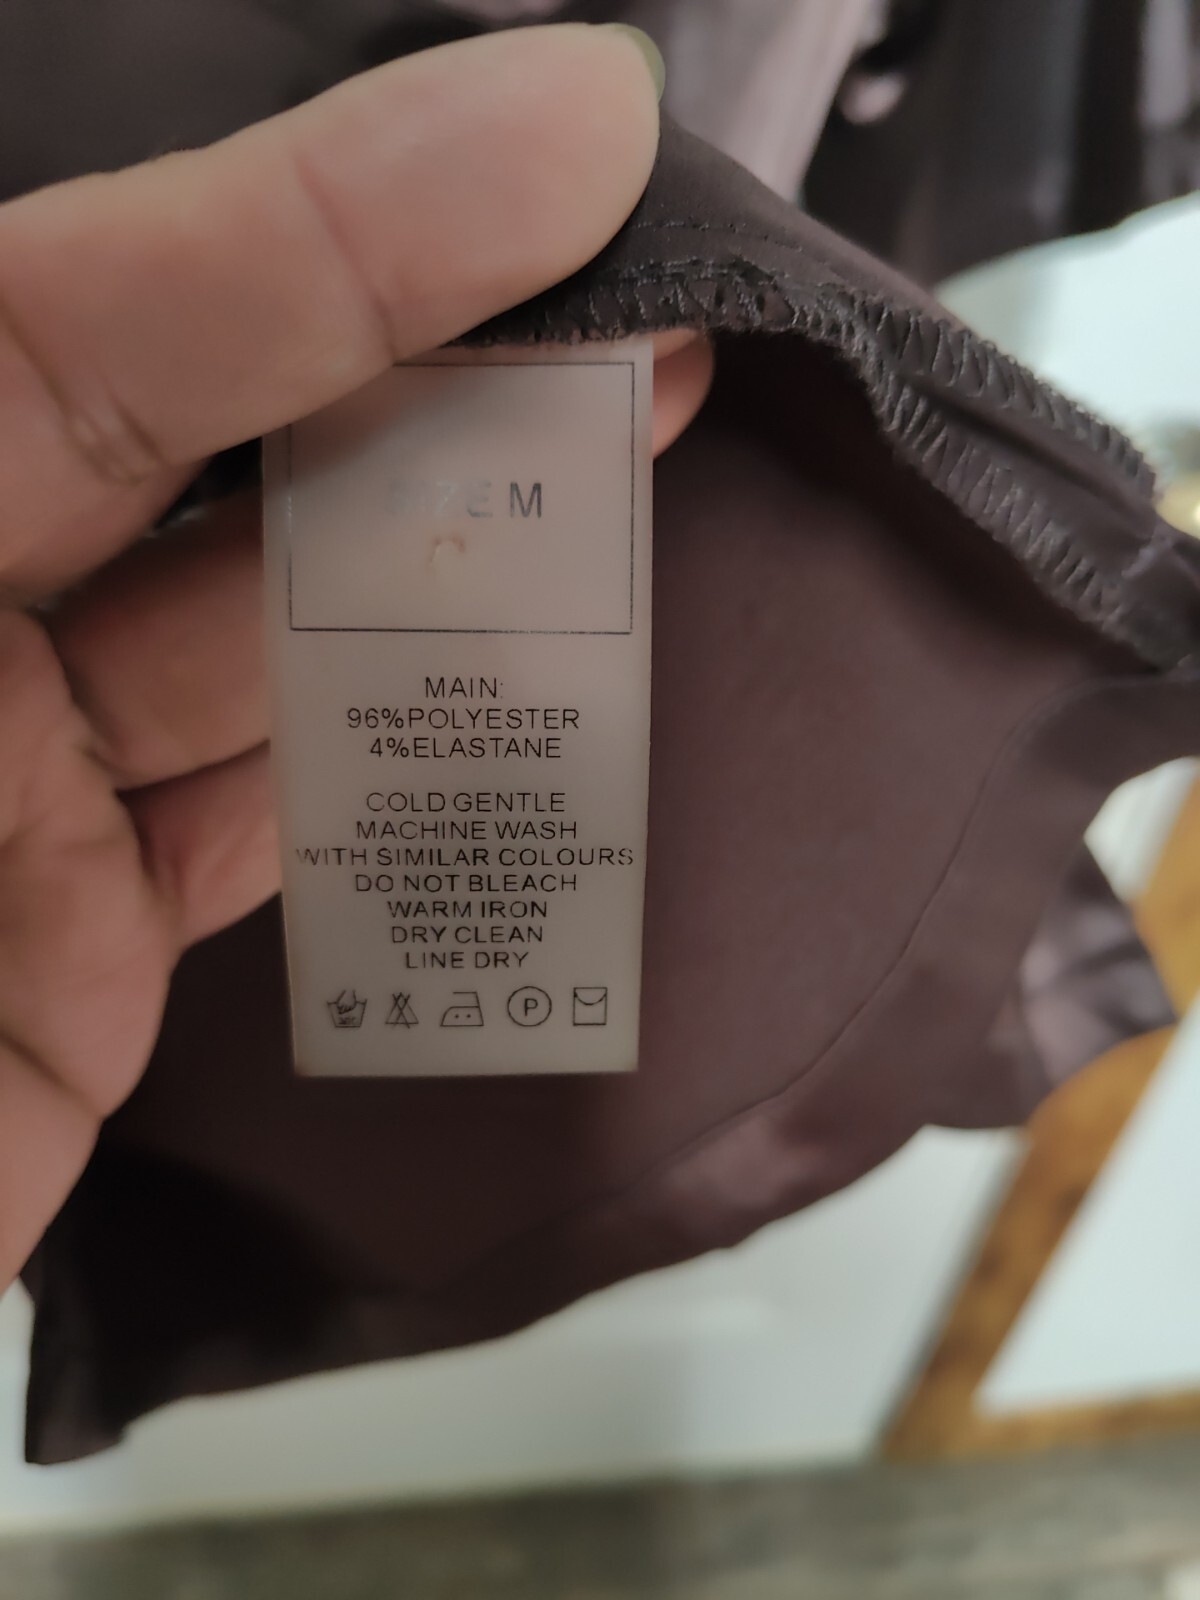 SIZE M
MAIN:
96%POLYESTER
4%ELASTANE
COLD GENTLE
MACHINE WASH
WITH SIMILAR COLOURS
DO NOT BLEACH
WARM IRON
DRY CLEAN
LINE DRY
P